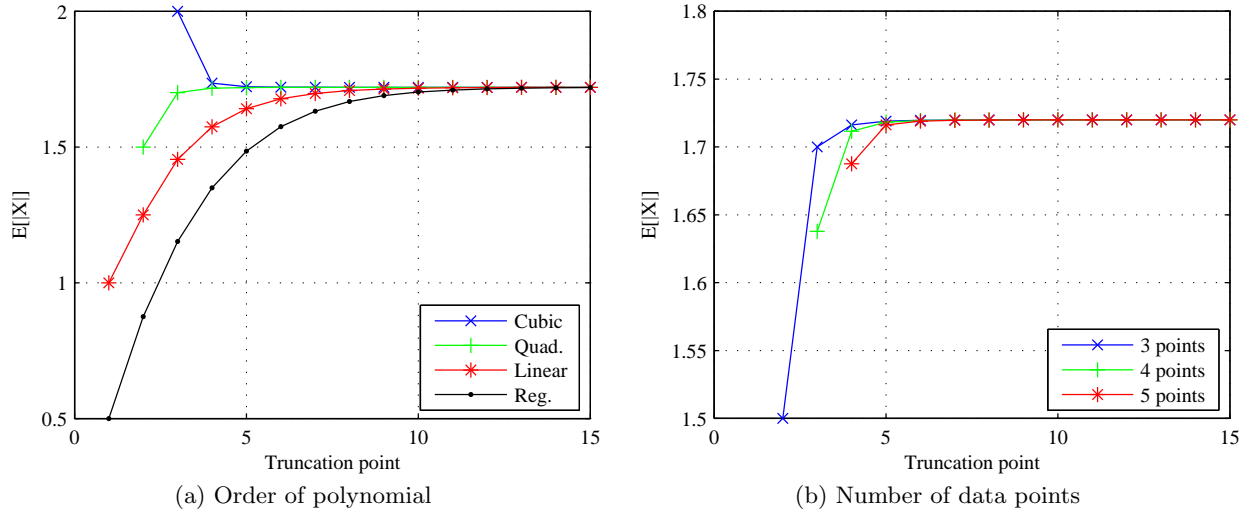 2
1.5
1
0.5
E[|X|]
0
5
10
15
Truncation point
Cubic
Quad.
Linear
Reg.
(a) Order of polynomial
1.8
1.75
1.7
1.65
1.6
1.55
1.5
E[|X|]
0
5
10
15
Truncation point
3 points
4 points
5 points
(b) Number of data points